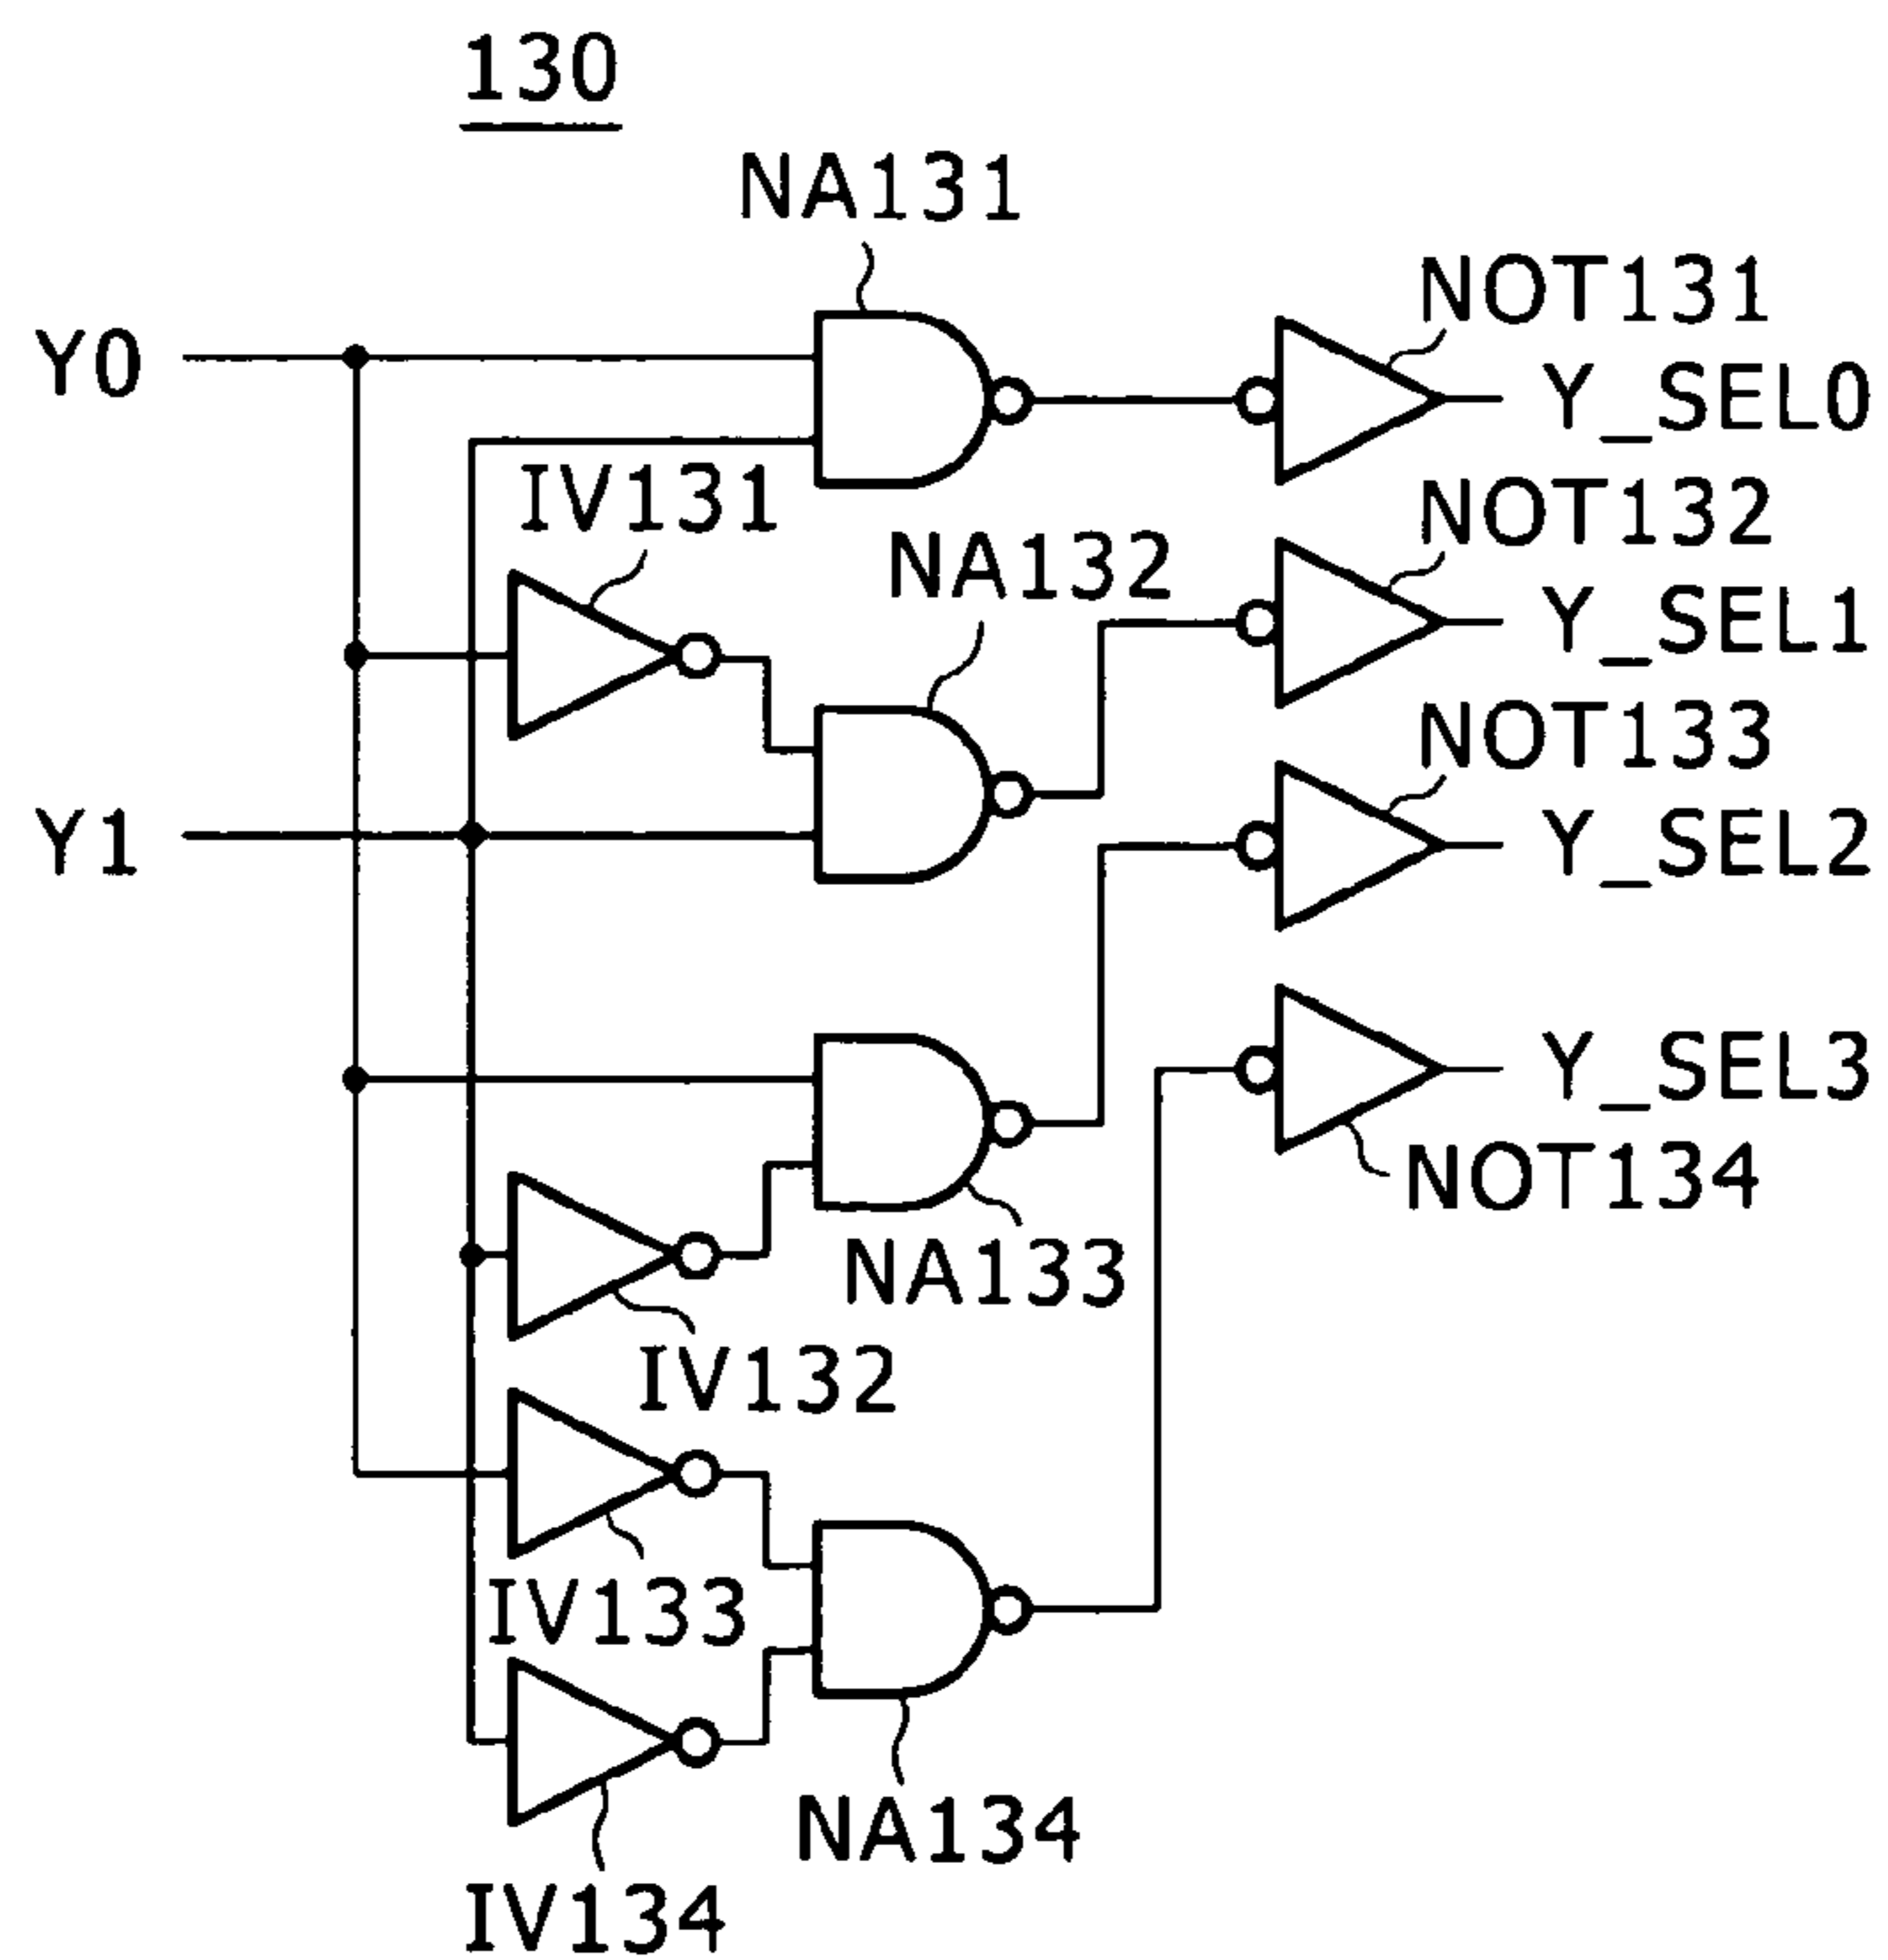 130
NA131
NOT131
Y0
Y_SEL0
IV131
NOT132
NA132
Y_SEL1
NOT133
Y1
Y_SEL2
Y_SEL3
NOT134
NA133
IV132
IV133
NA134
IV134